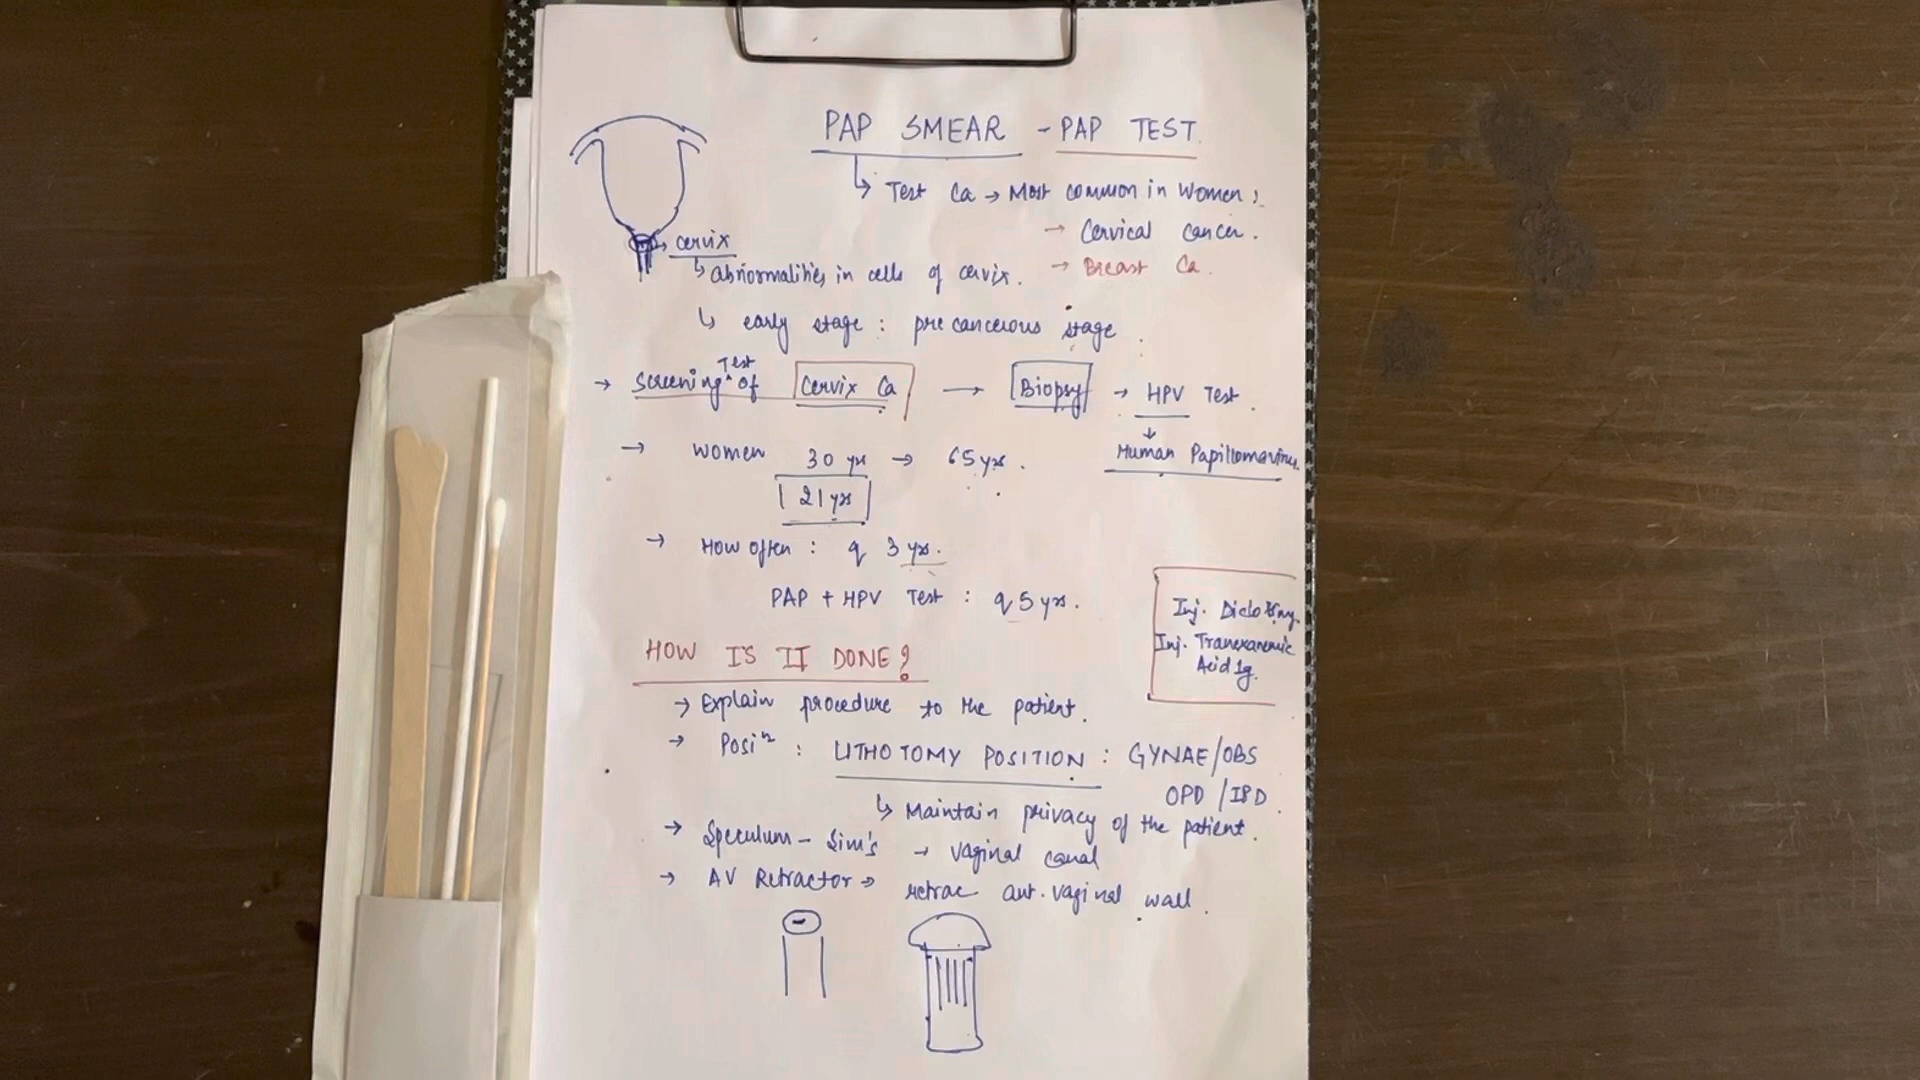 PAP SMEAR - PAP TEST
↳ Test Ca → Most common in Women :
→ Cervical cancer.
→ Breast Ca.
→ cervix
↳ abnormalities in cells of cervix.
↳ early stage : precancerous stage
→ Screening Test of Cervix Ca → Biopsy → HPV Test.
↓
Human Papillomavirus
→ Women 30 yrs → 65 yrs.
21 yrs
→ How often : q 3 yrs.
PAP + HPV Test : q 5 yrs.
Inj. Diclo
Inj. Tranexanemic
Acid 1g.
HOW IS IT DONE?
→ Explain procedure to the patient.
→ Posiⁿ : LITHOTOMY POSITION : GYNAE/OBS
OPD / IPD.
↳ Maintain privacy of the patient.
→ Speculum - Sim's → vaginal canal
→ AV Retractor → retrac ant. vaginal wall.